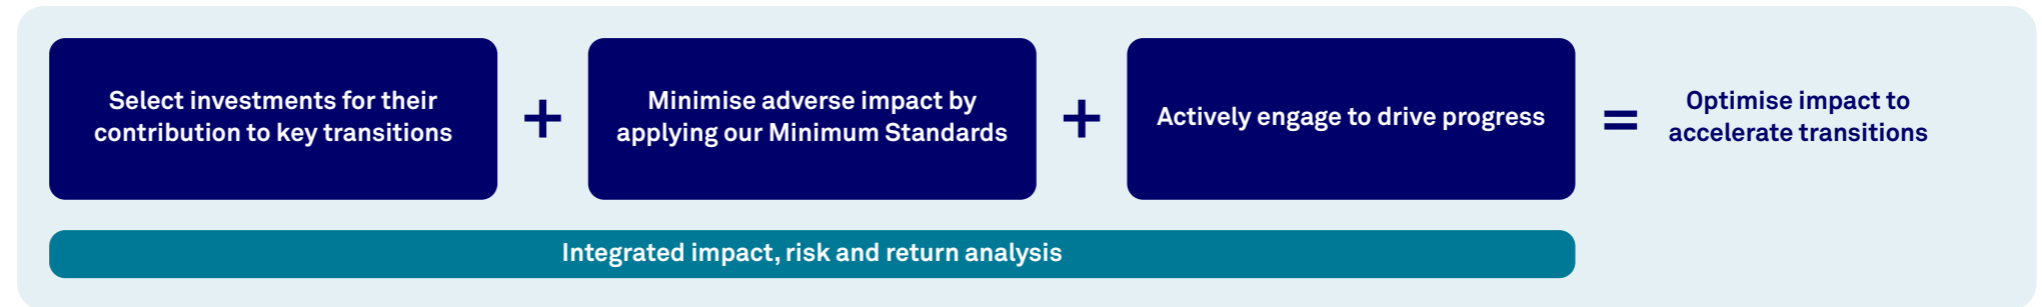 Select investments for their
contribution to key transitions
+
Minimise adverse impact by
applying our Minimum Standards
+
Actively engage to drive progress
=
Optimise impact to
accelerate transitions
Integrated impact, risk and return analysis